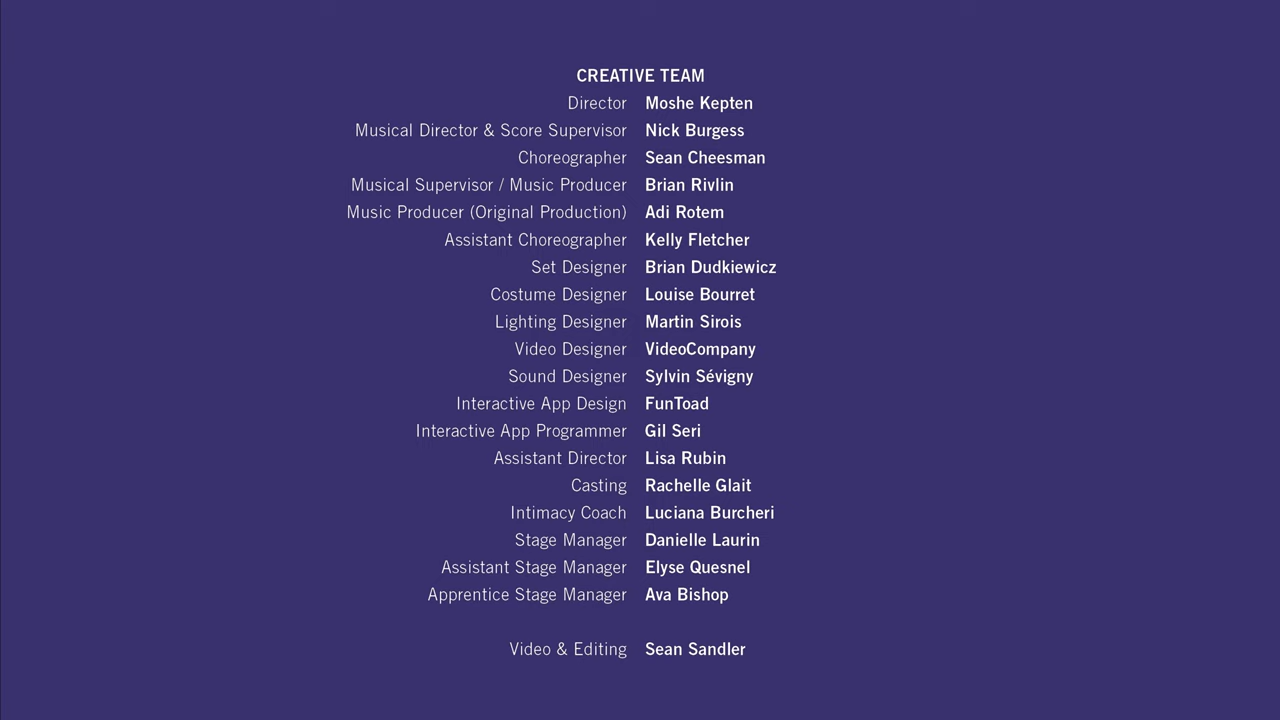 CREATIVE TEAM
Director Moshe Kepten
Musical Director & Score Supervisor Nick Burgess
Choreographer Sean Cheesman
Musical Supervisor / Music Producer Brian Rivlin
Music Producer (Original Production) Adi Rotem
Assistant Choreographer Kelly Fletcher
Set Designer Brian Dudkiewicz
Costume Designer Louise Bourret
Lighting Designer Martin Sirois
Video Designer VideoCompany
Sound Designer Sylvin Sévigny
Interactive App Design FunToad
Interactive App Programmer Gil Seri
Assistant Director Lisa Rubin
Casting Rachelle Glait
Intimacy Coach Luciana Burcheri
Stage Manager Danielle Laurin
Assistant Stage Manager Elyse Quesnel
Apprentice Stage Manager Ava Bishop
Video & Editing Sean Sandler